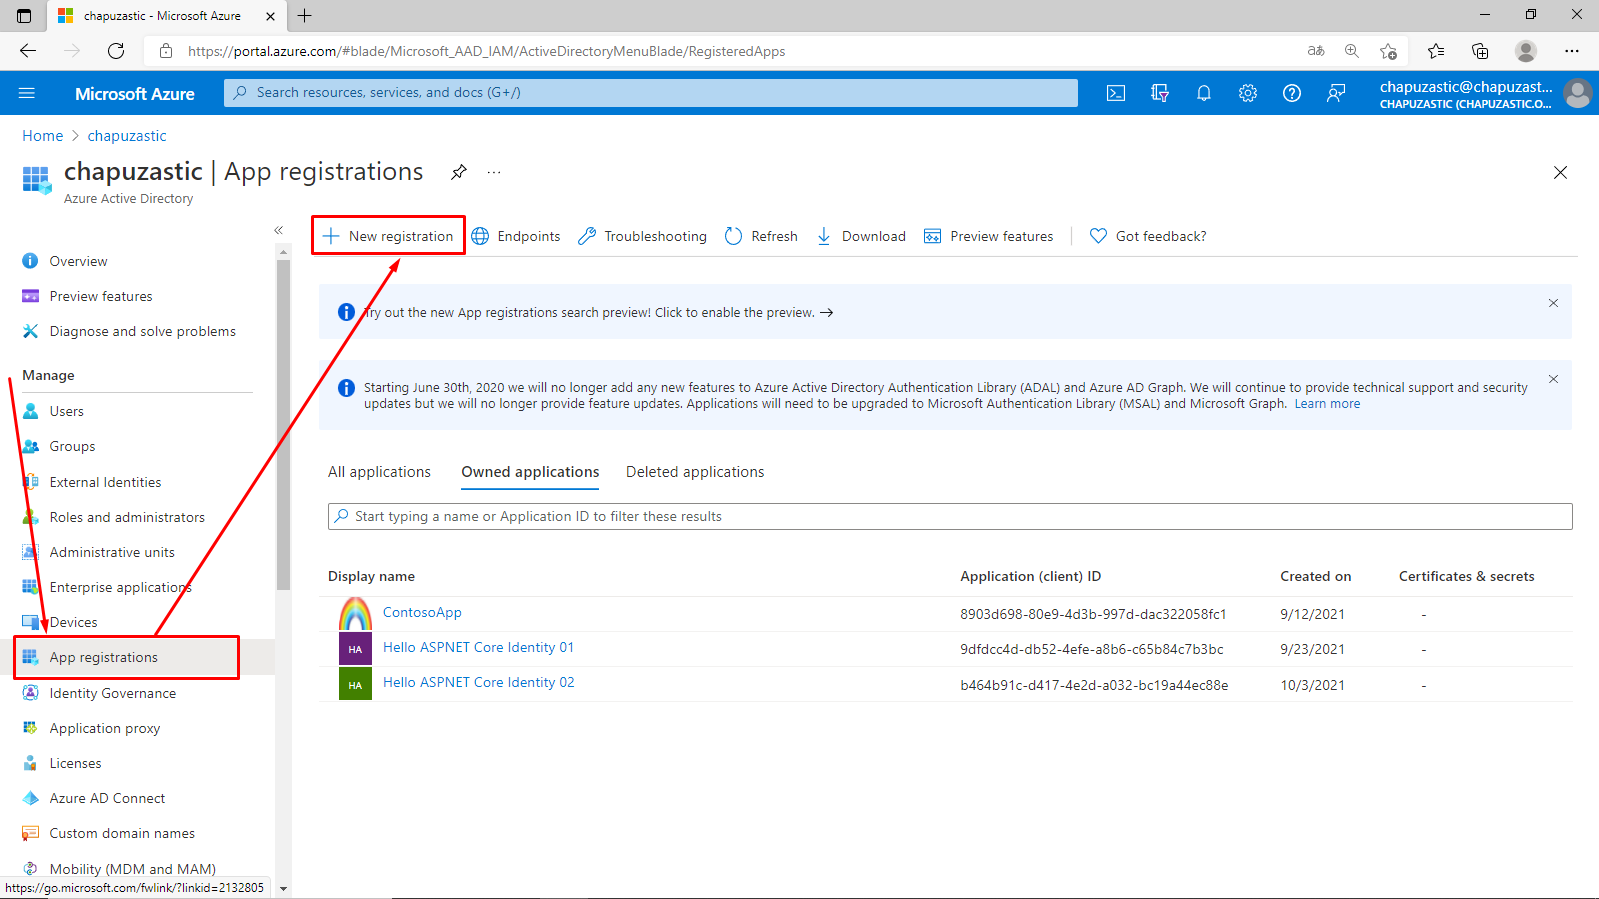 chapuzastic - Microsoft Azure
https://portal.azure.com/#blade/Microsoft_AAD_IAM/ActiveDirectoryMenuBlade/RegisteredApps
aあ
Microsoft Azure
Search resources, services, and docs (G+/)
chapuzastic@chapuzast...
CHAPUZASTIC (CHAPUZASTIC.O...
Home > chapuzastic
chapuzastic | App registrations
Azure Active Directory
New registration
Endpoints
Troubleshooting
Refresh
Download
Preview features
Got feedback?
Overview
Preview features
Diagnose and solve problems
Manage
Users
Groups
External Identities
Roles and administrators
Administrative units
Enterprise applications
Devices
App registrations
Identity Governance
Application proxy
Licenses
Azure AD Connect
Custom domain names
Mobility (MDM and MAM)
https://go.microsoft.com/fwlink/?linkid=2132805
Try out the new App registrations search preview! Click to enable the preview. →
Starting June 30th, 2020 we will no longer add any new features to Azure Active Directory Authentication Library (ADAL) and Azure AD Graph. We will continue to provide technical support and security
updates but we will no longer provide feature updates. Applications will need to be upgraded to Microsoft Authentication Library (MSAL) and Microsoft Graph. Learn more
All applications
Owned applications
Deleted applications
Start typing a name or Application ID to filter these results
Display name
Application (client) ID
Created on
Certificates & secrets
ContosoApp
8903d698-80e9-4d3b-997d-dac322058fc1
9/12/2021
-
HA
Hello ASPNET Core Identity 01
9dfdcc4d-db52-4efe-a8b6-c65b84c7b3bc
9/23/2021
-
HA
Hello ASPNET Core Identity 02
b464b91c-d417-4e2d-a032-bc19a44ec88e
10/3/2021
-